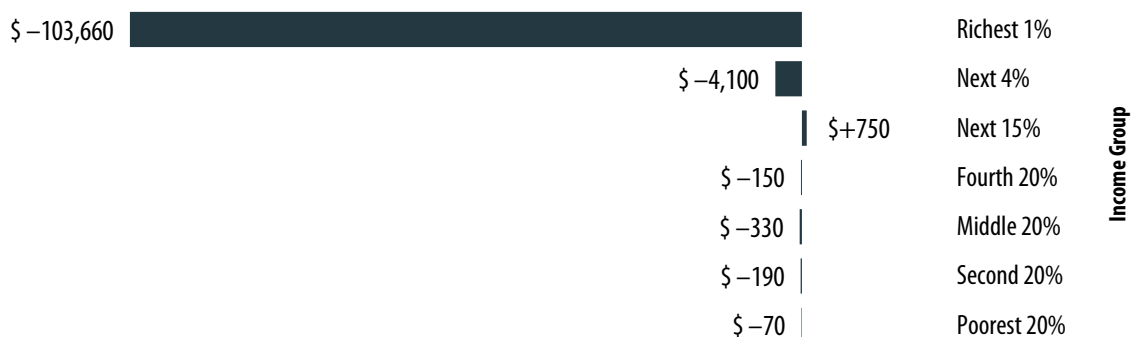 $ –103,660 Richest 1%
$ –4,100 Next 4%
$+750 Next 15%
$ –150 Fourth 20%
$ –330 Middle 20%
$ –190 Second 20%
$ –70 Poorest 20%
Income Group